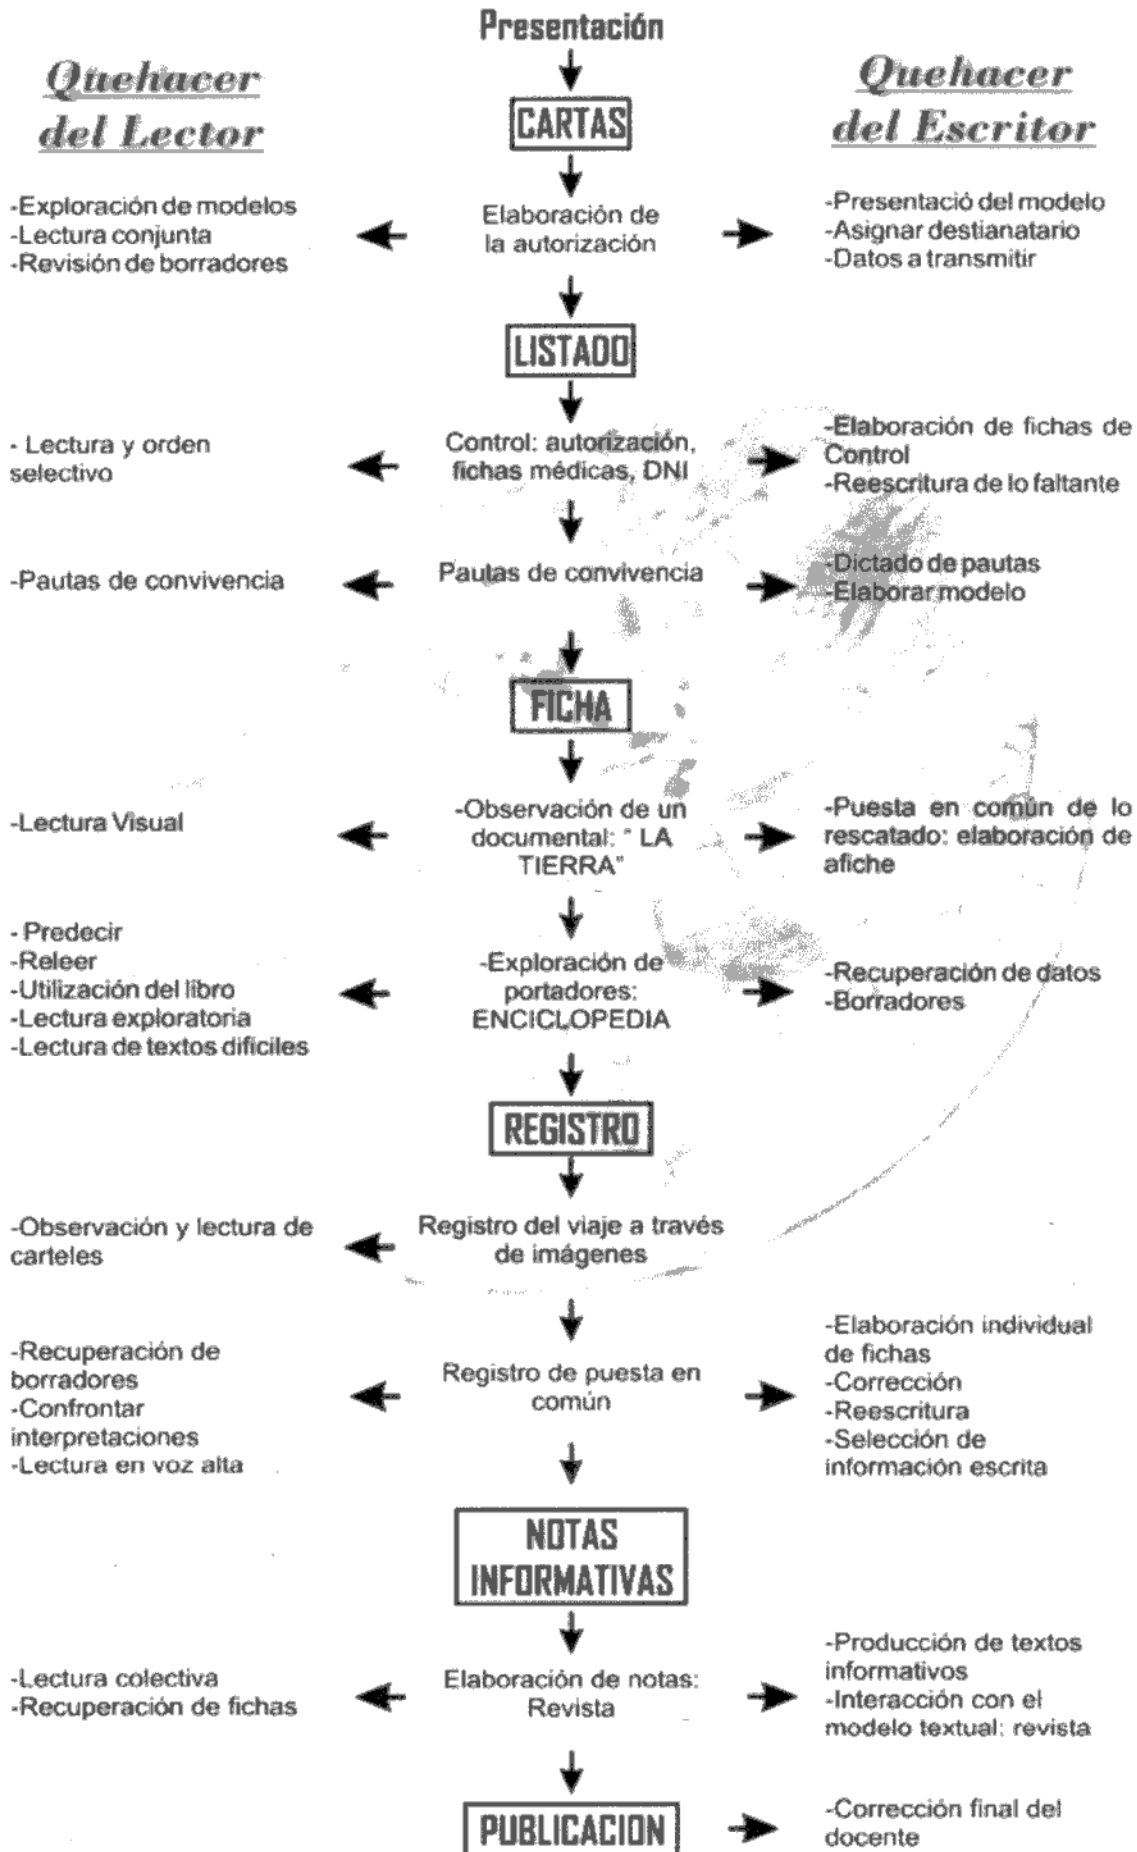 Presentación
Quehacer
del Lector
Quehacer
del Escritor
CARTAS
-Exploración de modelos
-Lectura conjunta
-Revisión de borradores
Elaboración de
la autorización
-Presentació del modelo
-Asignar destianatario
-Datos a transmitir
LISTADO
- Lectura y orden
selectivo
Control: autorización,
fichas médicas, DNI
-Elaboración de fichas de
Control
-Reescritura de lo faltante
-Pautas de convivencia
Pautas de convivencia
-Dictado de pautas
-Elaborar modelo
FICHA
-Lectura Visual
-Observación de un
documental: " LA
TIERRA"
-Puesta en común de lo
rescatado: elaboración de
afiche
- Predecir
-Releer
-Utilización del libro
-Lectura exploratoria
-Lectura de textos difíciles
-Exploración de
portadores:
ENCICLOPEDIA
-Recuperación de datos
-Borradores
REGISTRO
-Observación y lectura de
carteles
Registro del viaje a través
de imágenes
-Recuperación de
borradores
-Confrontar
interpretaciones
-Lectura en voz alta
Registro de puesta en
común
-Elaboración individual
de fichas
-Corrección
-Reescritura
-Selección de
información escrita
NOTAS
INFORMATIVAS
-Lectura colectiva
-Recuperación de fichas
Elaboración de notas:
Revista
-Producción de textos
informativos
-Interacción con el
modelo textual: revista
PUBLICACION
-Corrección final del
docente